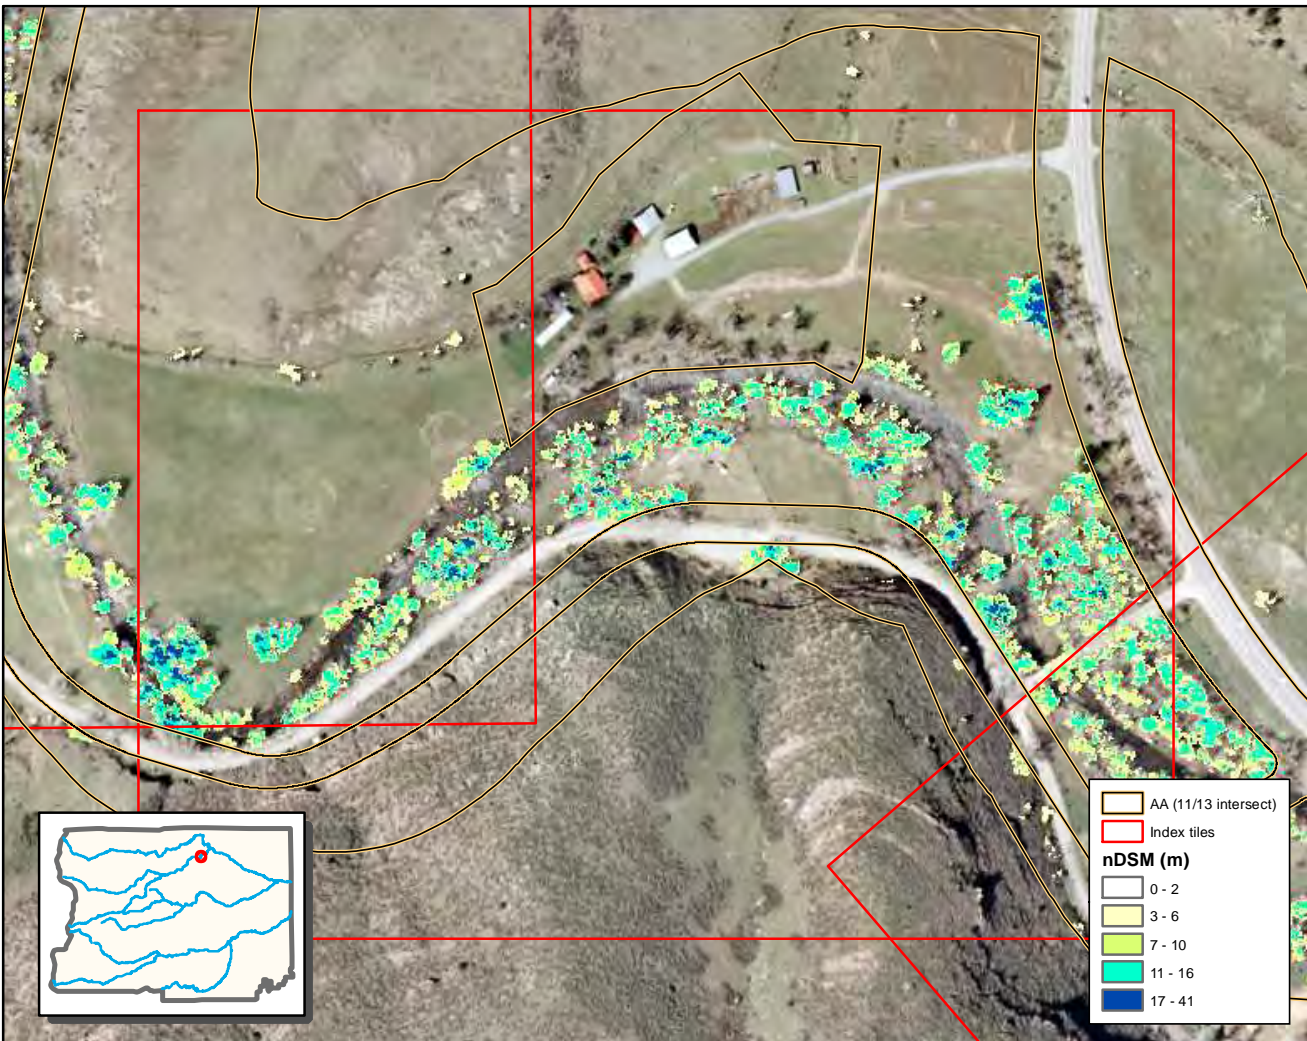 AA (11/13 intersect)
Index tiles
nDSM (m)
0 - 2
3 - 6
7 - 10
11 - 16
17 - 41